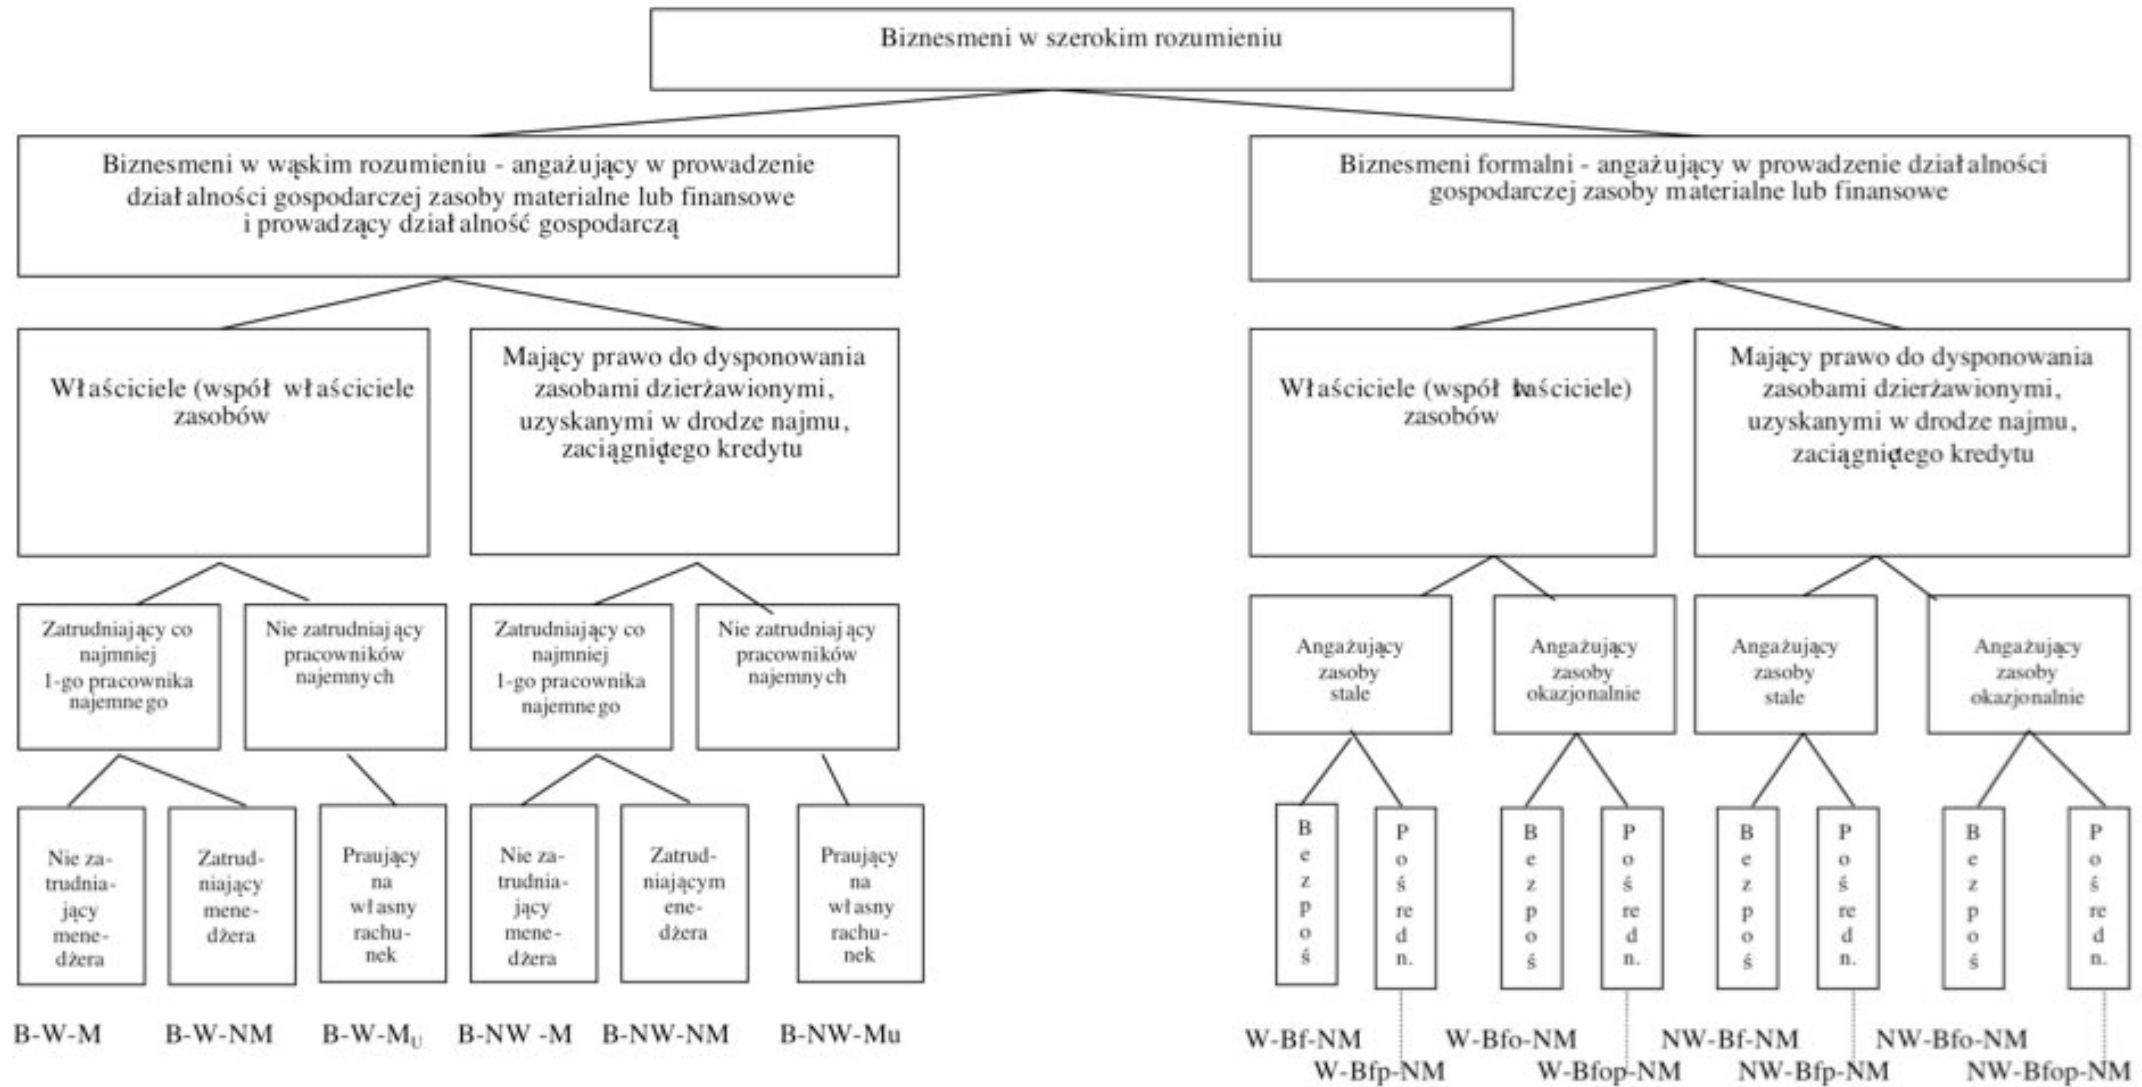 Biznesmeni w szerokim rozumieniu
Biznesmeni w wąskim rozumieniu - angażujący w prowadzenie
działalności gospodarczej zasoby materialne lub finansowe
i prowadzący działalność gospodarczą
Biznesmeni formalni - angażujący w prowadzenie działalności
gospodarczej zasoby materialne lub finansowe
Właściciele (współ właściciele
zasobów
Mający prawo do dysponowania
zasobami dzierżawionymi,
uzyskanymi w drodze najmu,
zaciągniętego kredytu
Właściciele (współwłaściciele)
zasobów
Mający prawo do dysponowania
zasobami dzierżawionymi,
uzyskanymi w drodze najmu,
zaciągniętego kredytu
Zatrudniający co
najmniej
1-go pracownika
najemnego
Nie zatrudniający
pracowników
najemnych
Zatrudniający co
najmniej
1-go pracownika
najemnego
Nie zatrudniający
pracowników
najemnych
Angażujący
zasoby
stale
Angażujący
zasoby
okazjonalnie
Angażujący
zasoby
stale
Angażujący
zasoby
okazjonalnie
Nie za-
trudnia-
jący
mene-
dżera
Zatrud-
niający
mene-
dżera
Praujący
na
własny
rachu-
nek
Nie za-
trudnia-
jący
mene-
dżera
Zatrud-
niającym
ene-
dżera
Praujący
na
własny
rachu-
nek
B
e
z
p
o
ś
P
o
ś
re
d
n.
B
e
z
p
o
ś
P
o
ś
re
d
n.
B
e
z
p
o
ś
P
o
ś
re
d
n.
B
e
z
p
o
ś
P
o
ś
re
d
n.
B-W-M
B-W-NM
B-W-MU
B-NW -M
B-NW-NM
B-NW-Mu
W-Bf-NM
W-Bfp-NM
W-Bfo-NM
W-Bfop-NM
NW-Bf-NM
NW-Bfp-NM
NW-Bfo-NM
NW-Bfop-NM